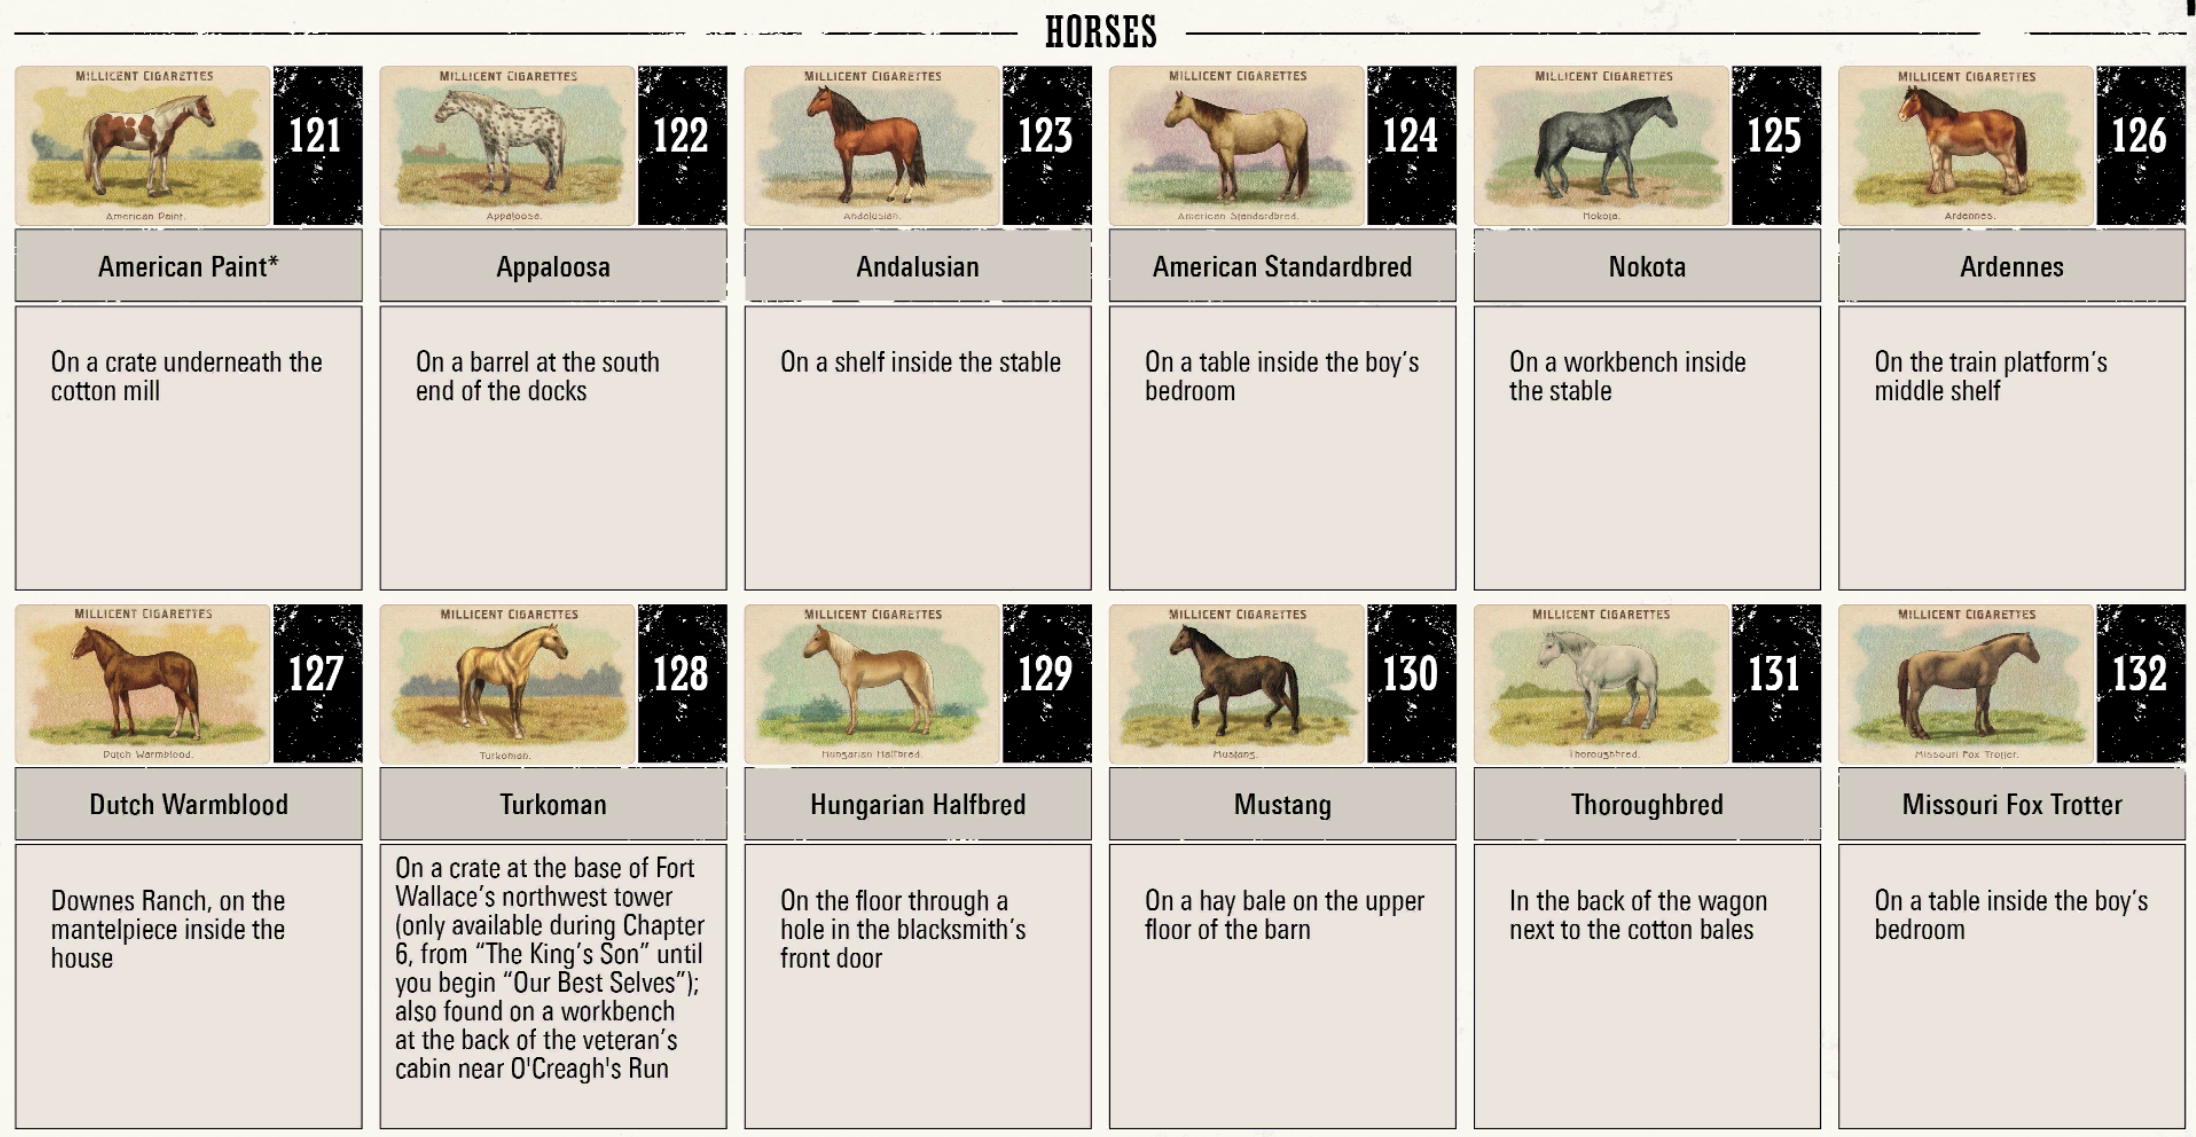 HORSES
MILLICENT CIGARETTES
121
American Paint.
MILLICENT CIGARETTES
122
Appaloosa.
MILLICENT CIGARETTES
123
Andalusian.
MILLICENT CIGARETTES
124
American Standardbred.
MILLICENT CIGARETTES
125
Nokota.
MILLICENT CIGARETTES
126
Ardennes.
American Paint*
Appaloosa
Andalusian
American Standardbred
Nokota
Ardennes
On a crate underneath the
cotton mill
On a barrel at the south
end of the docks
On a shelf inside the stable
On a table inside the boy's
bedroom
On a workbench inside
the stable
On the train platform's
middle shelf
MILLICENT CIGARETTES
127
Dutch Warmblood.
MILLICENT CIGARETTES
128
Turkoman.
MILLICENT CIGARETTES
129
Hungarian Halfbred.
MILLICENT CIGARETTES
130
Mustang.
MILLICENT CIGARETTES
131
Thoroughbred.
MILLICENT CIGARETTES
132
Missouri Fox Trotter.
Dutch Warmblood
Turkoman
Hungarian Halfbred
Mustang
Thoroughbred
Missouri Fox Trotter
Downes Ranch, on the
mantelpiece inside the
house
On a crate at the base of Fort
Wallace's northwest tower
(only available during Chapter
6, from “The King's Son” until
you begin “Our Best Selves”);
also found on a workbench
at the back of the veteran's
cabin near O'Creagh's Run
On the floor through a
hole in the blacksmith's
front door
On a hay bale on the upper
floor of the barn
In the back of the wagon
next to the cotton bales
On a table inside the boy's
bedroom